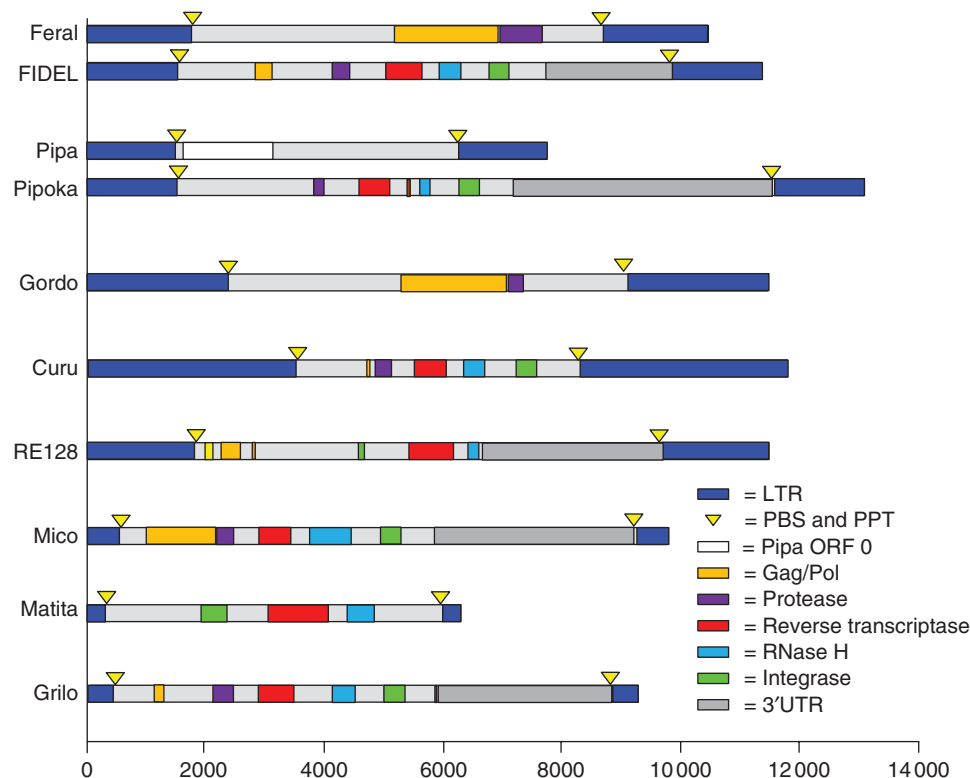 Feral
FIDEL
Pipa
Pipoka
Gordo
Curu
RE128
Mico
Matita
Grilo
= LTR
= PBS and PPT
= Pipa ORF 0
= Gag/Pol
= Protease
= Reverse transcriptase
= RNase H
= Integrase
= 3′UTR
0 2000 4000 6000 8000 10 000 12 000 14 000